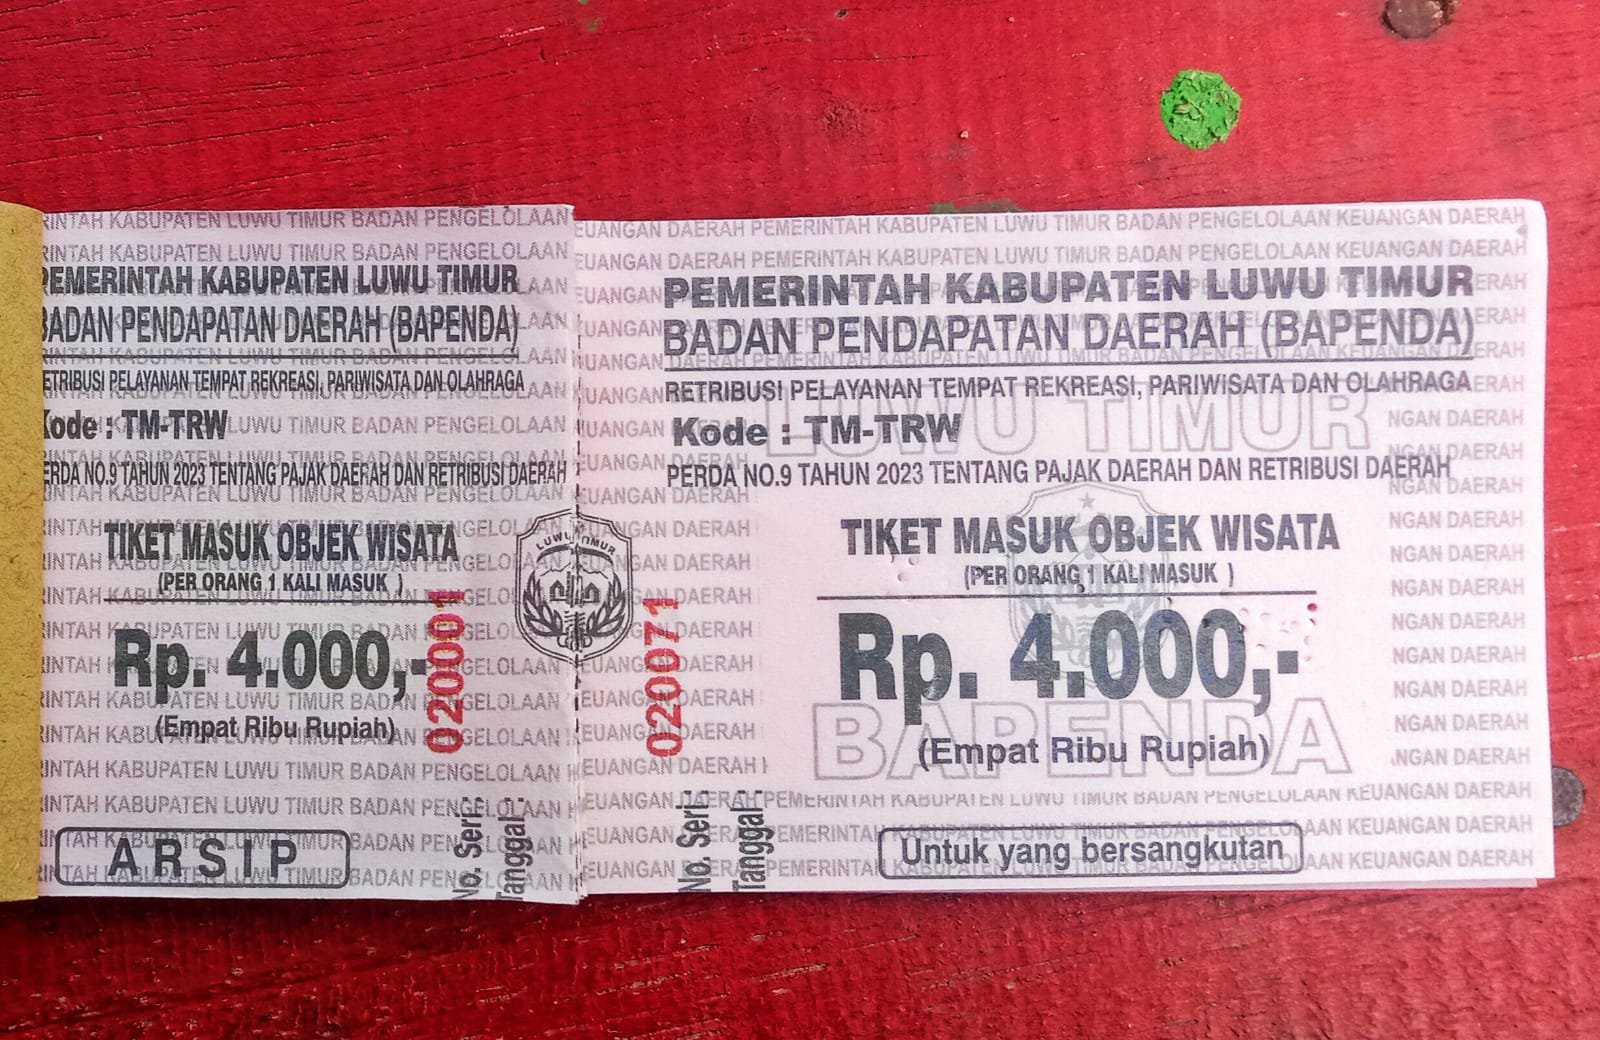 PEMERINTAH KABUPATEN LUWU TIMUR
BADAN PENDAPATAN DAERAH (BAPENDA)
RETRIBUSI PELAYANAN TEMPAT REKREASI, PARIWISATA DAN OLAHRAGA
Kode : TM-TRW
PERDA NO.9 TAHUN 2023 TENTANG PAJAK DAERAH DAN RETRIBUSI DAERAH
TIKET MASUK OBJEK WISATA
(PER ORANG 1 KALI MASUK )
Rp. 4.000,-
(Empat Ribu Rupiah)
020001
No. Seri :
Tanggal :
ARSIP
LUWU TIMUR
PEMERINTAH KABUPATEN LUWU TIMUR
BADAN PENDAPATAN DAERAH (BAPENDA)
RETRIBUSI PELAYANAN TEMPAT REKREASI, PARIWISATA DAN OLAHRAGA
LUWU TIMUR
Kode : TM-TRW
PERDA NO.9 TAHUN 2023 TENTANG PAJAK DAERAH DAN RETRIBUSI DAERAH
TIKET MASUK OBJEK WISATA
(PER ORANG 1 KALI MASUK )
Rp. 4.000,-
BAPENDA
(Empat Ribu Rupiah)
020071
No. Seri :
Tanggal :
Untuk yang bersangkutan